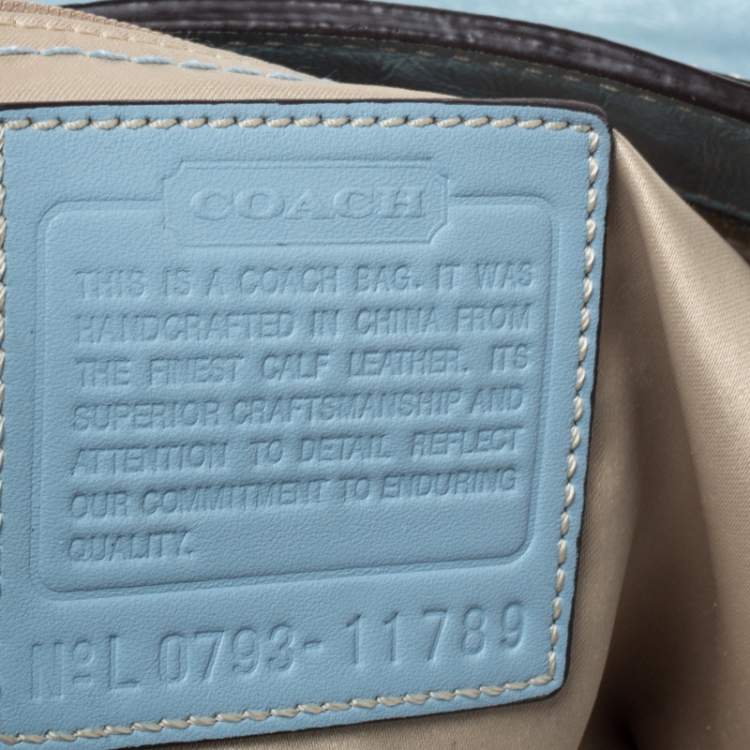 COACH
THIS IS A COACH BAG. IT WAS
HANDCRAFTED IN CHINA FROM
THE FINEST CALF LEATHER. ITS
SUPERIOR CRAFTSMANSHIP AND
ATTENTION TO DETAIL REFLECT
OUR COMMITMENT TO ENDURING
QUALITY.
Nº L0793-11789